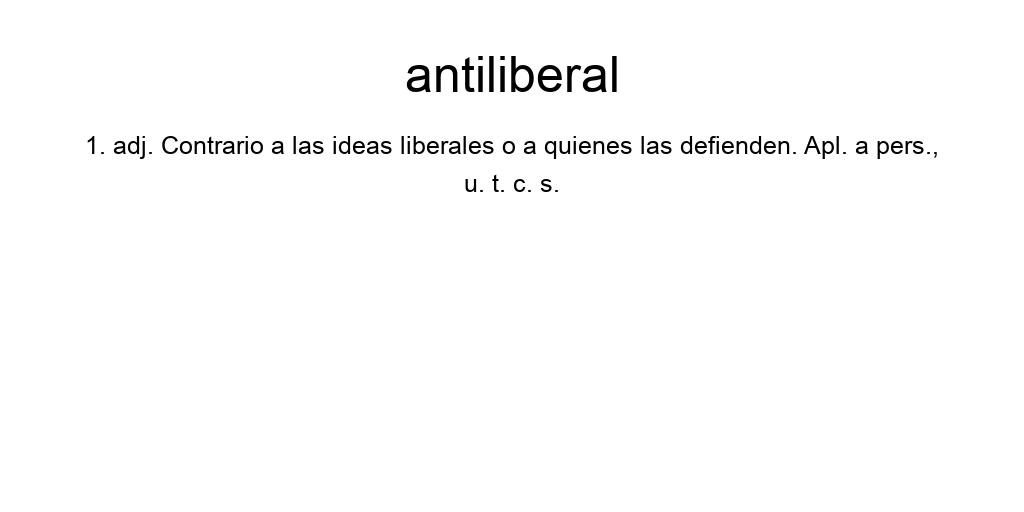 antiliberal
1. adj. Contrario a las ideas liberales o a quienes las defienden. Apl. a pers.,
u. t. c. s.